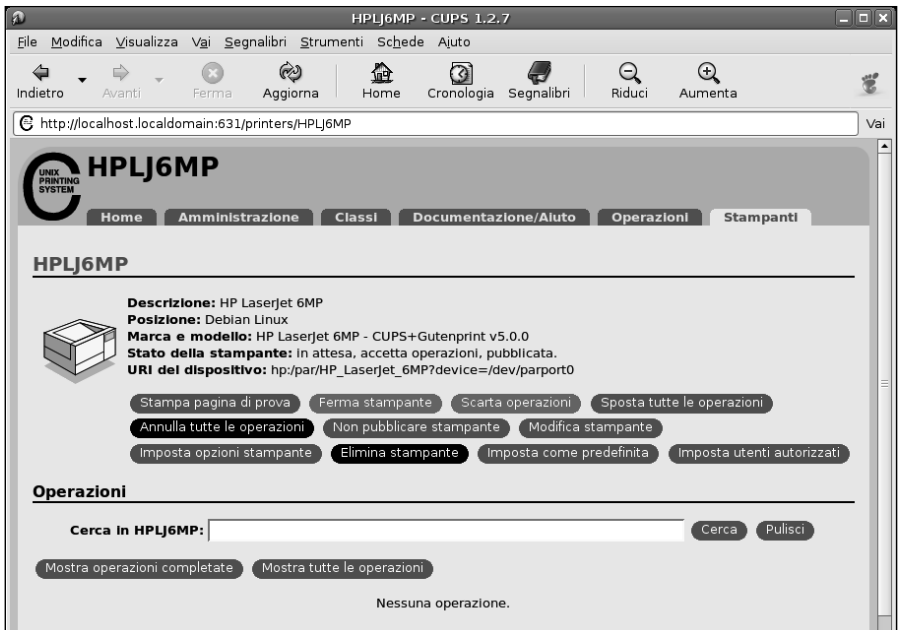 HPLJ6MP - CUPS 1.2.7
File Modifica Visualizza Vai Segnalibri Strumenti Schede Aiuto
Indietro Avanti Ferma Aggiorna Home Cronologia Segnalibri Riduci Aumenta
http://localhost.localdomain:631/printers/HPLJ6MP Vai
UNIX
PRINTING
SYSTEM
HPLJ6MP
Home Amministrazione Classi Documentazione/Aiuto Operazioni Stampanti
HPLJ6MP
Descrizione: HP LaserJet 6MP
Posizione: Debian Linux
Marca e modello: HP LaserJet 6MP - CUPS+Gutenprint v5.0.0
Stato della stampante: in attesa, accetta operazioni, pubblicata.
URI del dispositivo: hp:/par/HP_LaserJet_6MP?device=/dev/parport0
Stampa pagina di prova Ferma stampante Scarta operazioni Sposta tutte le operazioni
Annulla tutte le operazioni Non pubblicare stampante Modifica stampante
Imposta opzioni stampante Elimina stampante Imposta come predefinita Imposta utenti autorizzati
Operazioni
Cerca in HPLJ6MP: Cerca Pulisci
Mostra operazioni completate Mostra tutte le operazioni
Nessuna operazione.